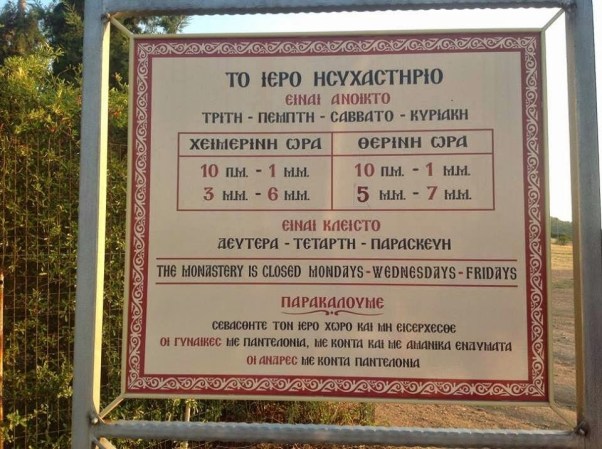 ΤΟ ΙΕΡΟ ΗΣΥΧΑΣΤΗΡΙΟ
ΕΙΝΑΙ ΑΝΟΙΚΤΟ
ΤΡΙΤΗ - ΠΕΜΠΤΗ - ΣΑΒΒΑΤΟ - ΚΥΡΙΑΚΗ
ΧΕΙΜΕΡΙΝΗ ΩΡΑ ΘΕΡΙΝΗ ΩΡΑ
10 Π.Μ. - 1 Μ.Μ. 10 Π.Μ. - 1 Μ.Μ.
3 Μ.Μ. - 6 Μ.Μ. 5 Μ.Μ. - 7 Μ.Μ.
ΕΙΝΑΙ ΚΛΕΙΣΤΟ
ΔΕΥΤΕΡΑ - ΤΕΤΑΡΤΗ - ΠΑΡΑΣΚΕΥΗ
THE MONASTERY IS CLOSED MONDAYS - WEDNESDAYS - FRIDAYS
ΠΑΡΑΚΑΛΟΥΜΕ
ΣΕΒΑΣΘΗΤΕ ΤΟΝ ΙΕΡΟ ΧΩΡΟ ΚΑΙ ΜΗ ΕΙΣΕΡΧΕΣΘΕ
ΟΙ ΓΥΝΑΙΚΕΣ ΜΕ ΠΑΝΤΕΛΟΝΙΑ, ΜΕ ΚΟΝΤΑ ΚΑΙ ΜΕ ΑΜΑΝΙΚΑ ΕΝΔΥΜΑΤΑ
ΟΙ ΑΝΔΡΕΣ ΜΕ ΚΟΝΤΑ ΠΑΝΤΕΛΟΝΙΑ